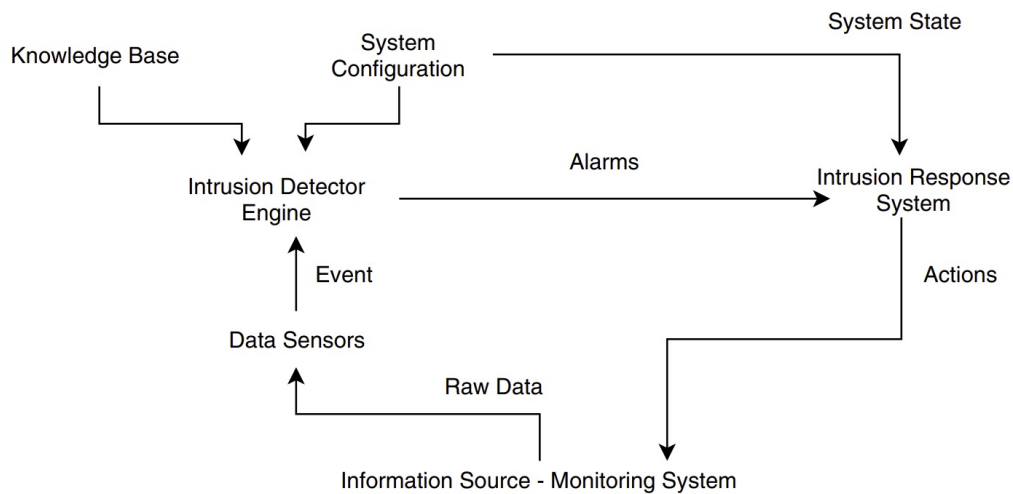 System State
Knowledge Base
System
Configuration
Alarms
Intrusion Detector
Engine
Intrusion Response
System
Event
Actions
Data Sensors
Raw Data
Information Source - Monitoring System